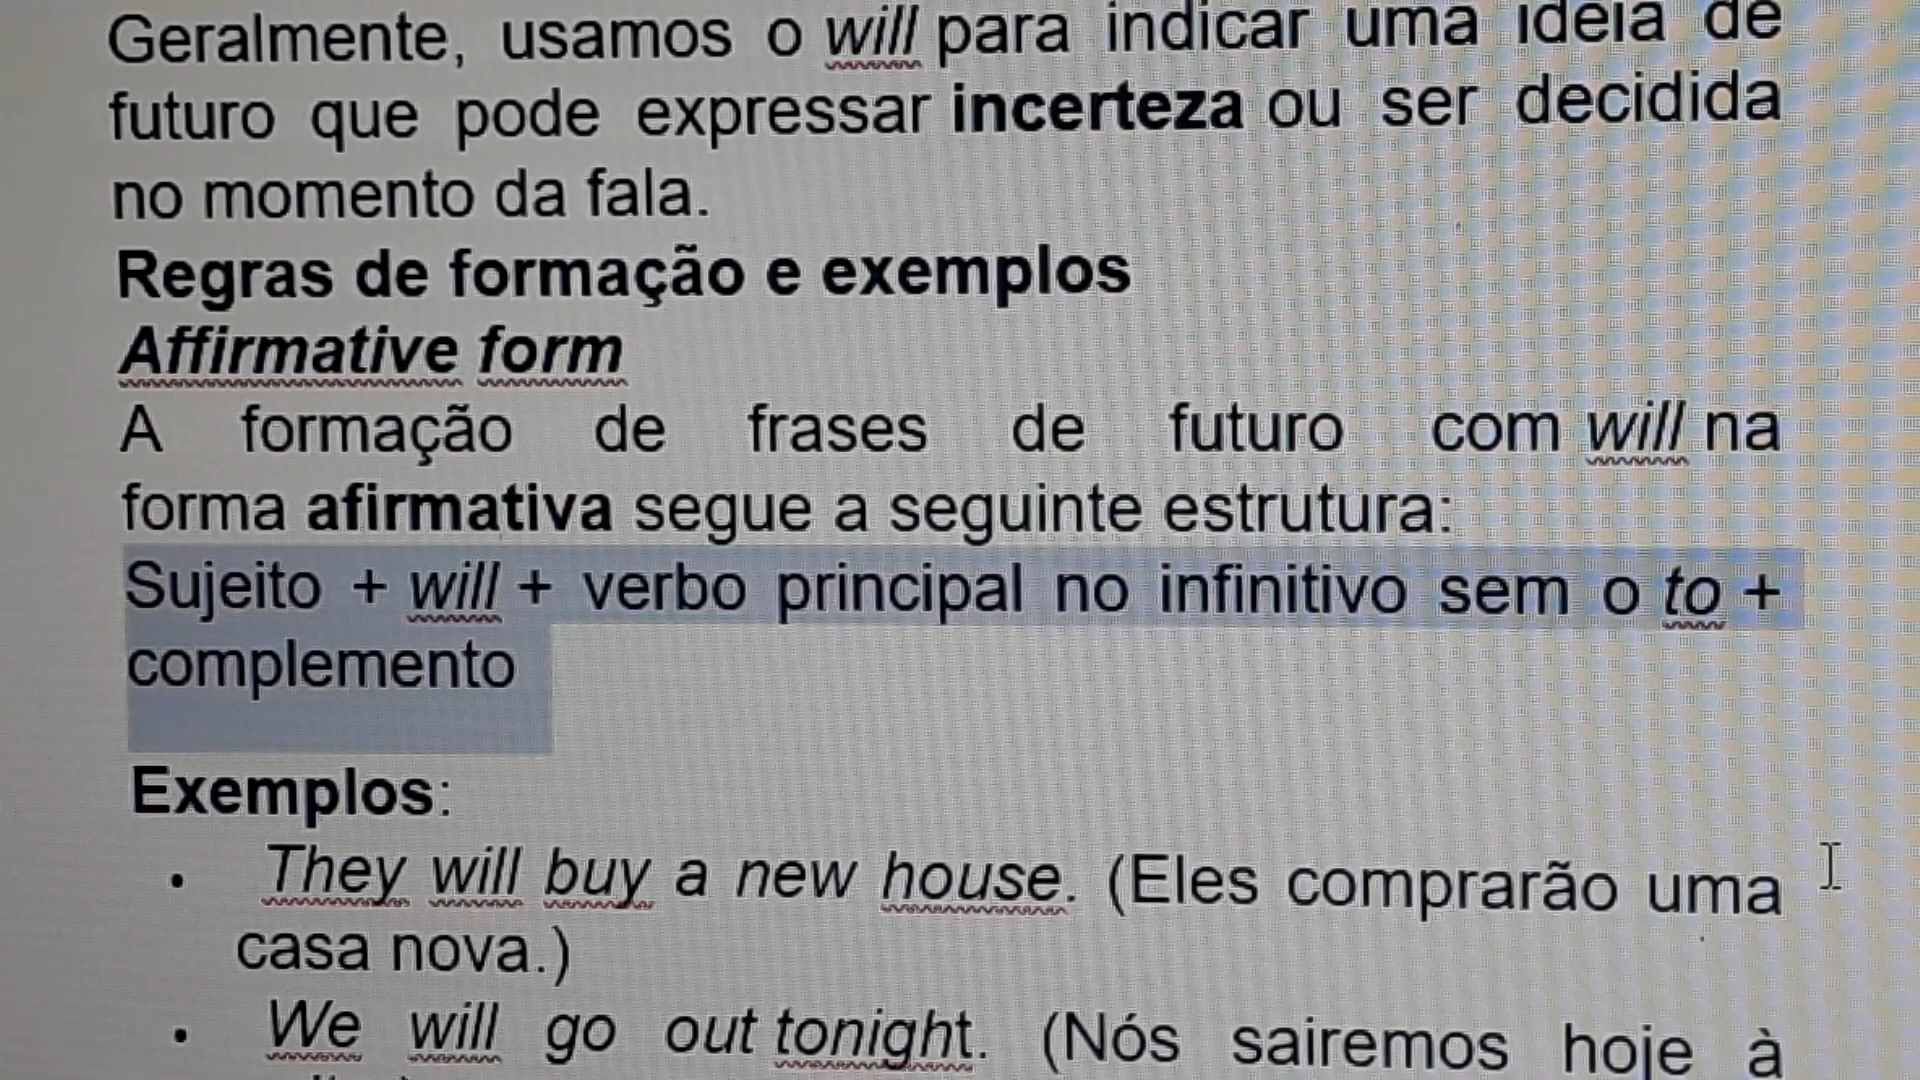 Geralmente, usamos o will para indicar uma ideia de
futuro que pode expressar incerteza ou ser decidida
no momento da fala.
Regras de formação e exemplos
Affirmative form
A formação de frases de futuro com will na
forma afirmativa segue a seguinte estrutura:
Sujeito + will + verbo principal no infinitivo sem o to +
complemento
Exemplos:
• They will buy a new house. (Eles comprarão uma
casa nova.)
• We will go out tonight. (Nós sairemos hoje à